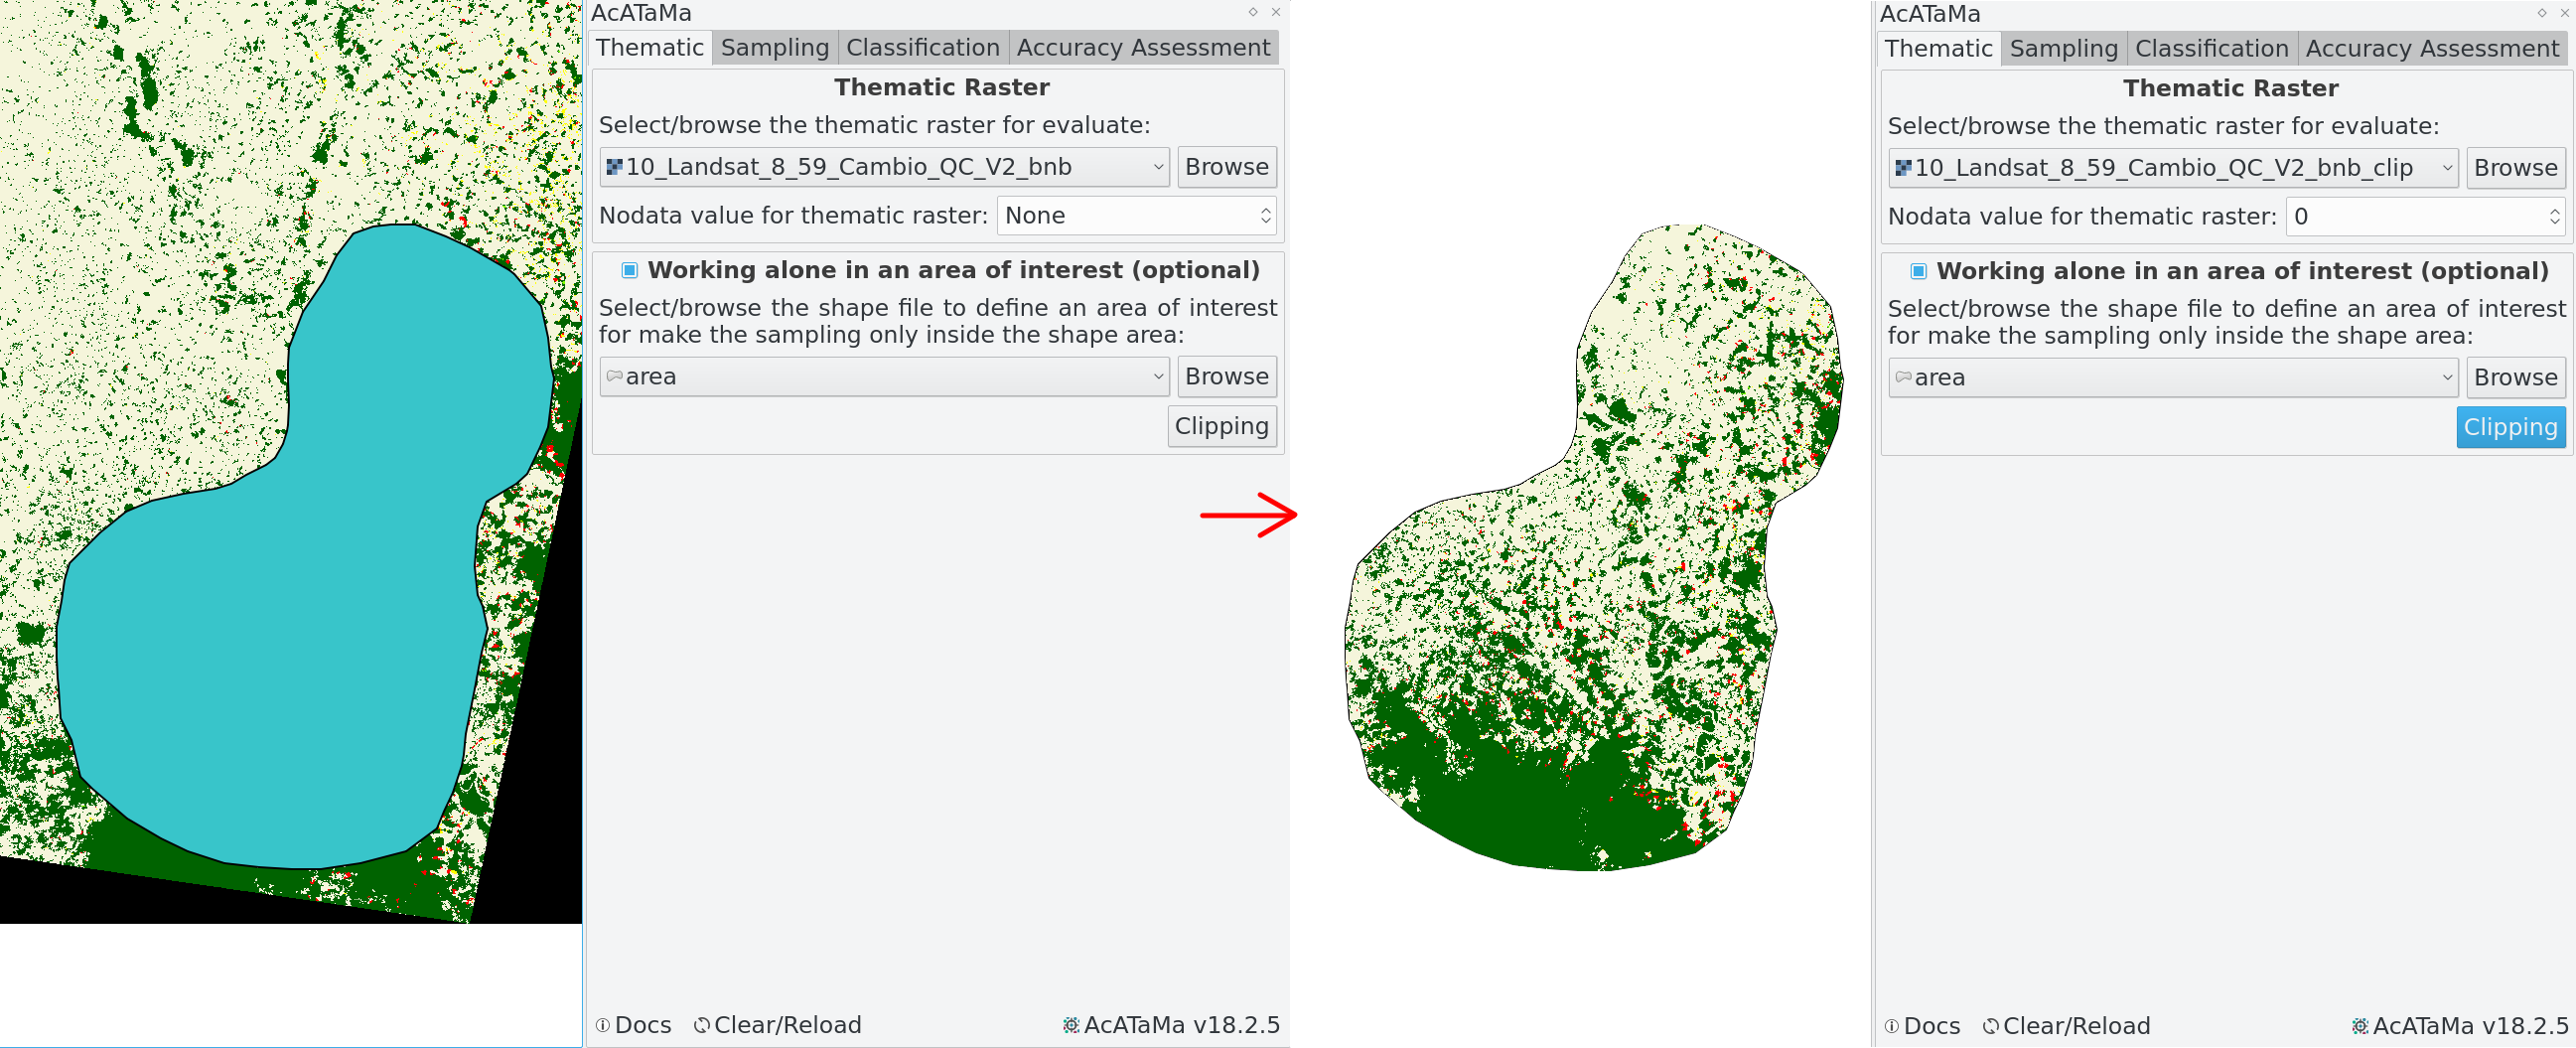 AcATaMa
Thematic Sampling Classification Accuracy Assessment
Thematic Raster
Select/browse the thematic raster for evaluate:
10_Landsat_8_59_Cambio_QC_V2_bnb Browse
Nodata value for thematic raster: None
Working alone in an area of interest (optional)
Select/browse the shape file to define an area of interest
for make the sampling only inside the shape area:
area Browse
Clipping
Docs Clear/Reload AcATaMa v18.2.5
AcATaMa
Thematic Sampling Classification Accuracy Assessment
Thematic Raster
Select/browse the thematic raster for evaluate:
10_Landsat_8_59_Cambio_QC_V2_bnb_clip Browse
Nodata value for thematic raster: 0
Working alone in an area of interest (optional)
Select/browse the shape file to define an area of interest
for make the sampling only inside the shape area:
area Browse
Clipping
Docs Clear/Reload AcATaMa v18.2.5